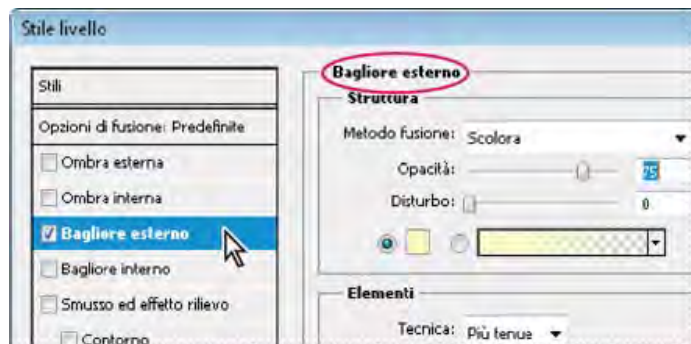 Stile livello
Stili
Opzioni di fusione: Predefinite
Ombra esterna
Ombra interna
Bagliore esterno
Bagliore interno
Smusso ed effetto rilievo
Contorno
Bagliore esterno
Struttura
Metodo fusione: Scolora
Opacità: 75
Disturbo: 0
Elementi
Tecnica: Più tenue